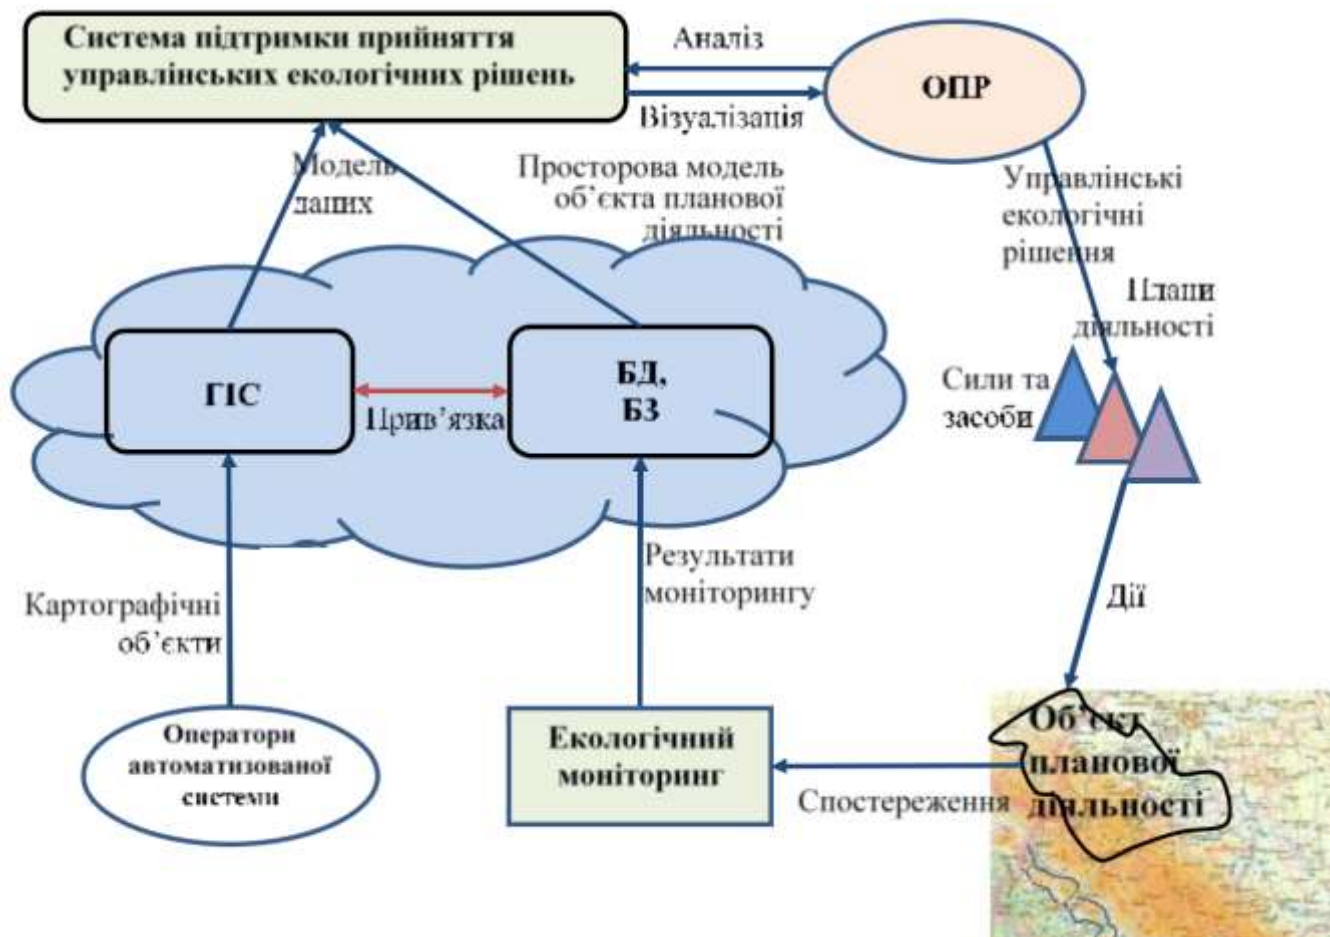 Система підтримки прийняття
управлінських екологічних рішень
Аналіз
ОПР
Візуалізація
Модель
даних
Просторова модель
об’єкта планової
діяльності
Управлінські
екологічні
рішення
Плани
діяльності
ГІС
Прив’язка
БД,
БЗ
Сили та
засоби
Картографічні
об’єкти
Результати
моніторингу
Дії
Оператори
автоматизованої
системи
Екологічний
моніторинг
Спостереження
Об’єкт
планової
діяльності